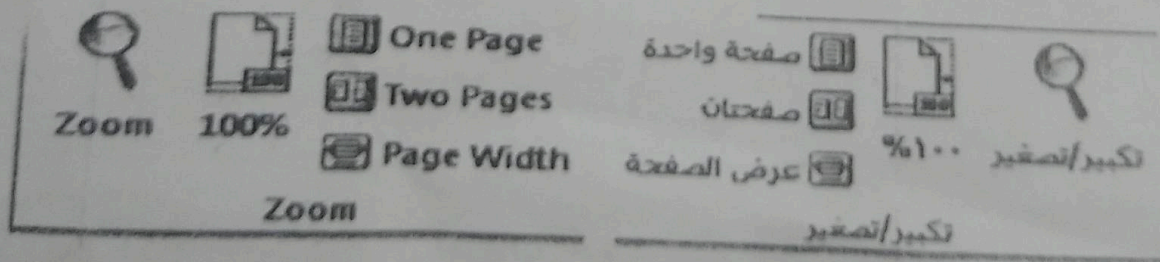 One Page
Two Pages
Zoom 100%
Page Width
Zoom
صفحة واحدة
صفحتان
تكبير/تصغير %١٠٠
عرض الصفحة
تكبير/تصغير